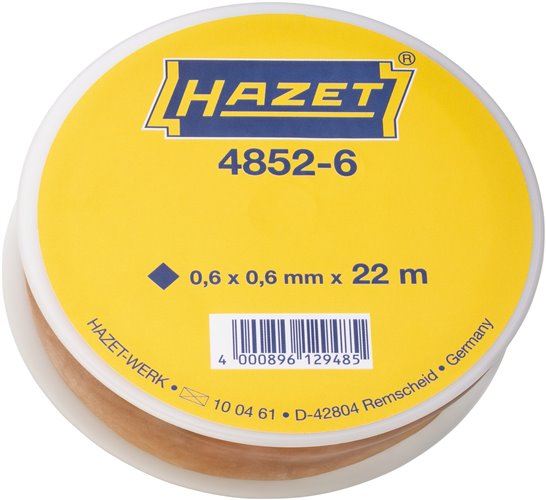 HAZET®
4852-6
0,6 x 0,6 mm x 22 m
4 000896 129485
HAZET-WERK • 10 04 61 • D-42804 Remscheid • Germany